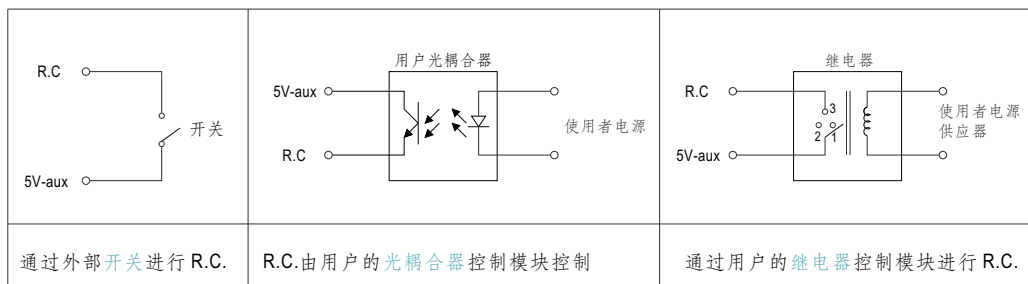 R.C
开关
5V-aux
用户光耦合器
5V-aux
R.C
使用者电源
继电器
R.C
3
2 1
5V-aux
使用者电源
供应器
通过外部开关进行 R.C.
R.C.由用户的光耦合器控制模块控制
通过用户的继电器控制模块进行 R.C.